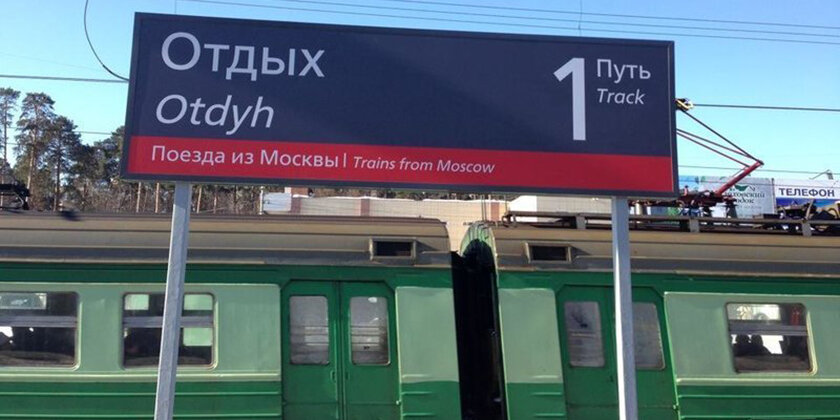 Отдых
Otdyh
1 Путь
Track
Поезда из Москвы | Trains from Moscow
ТЕЛЕФОН